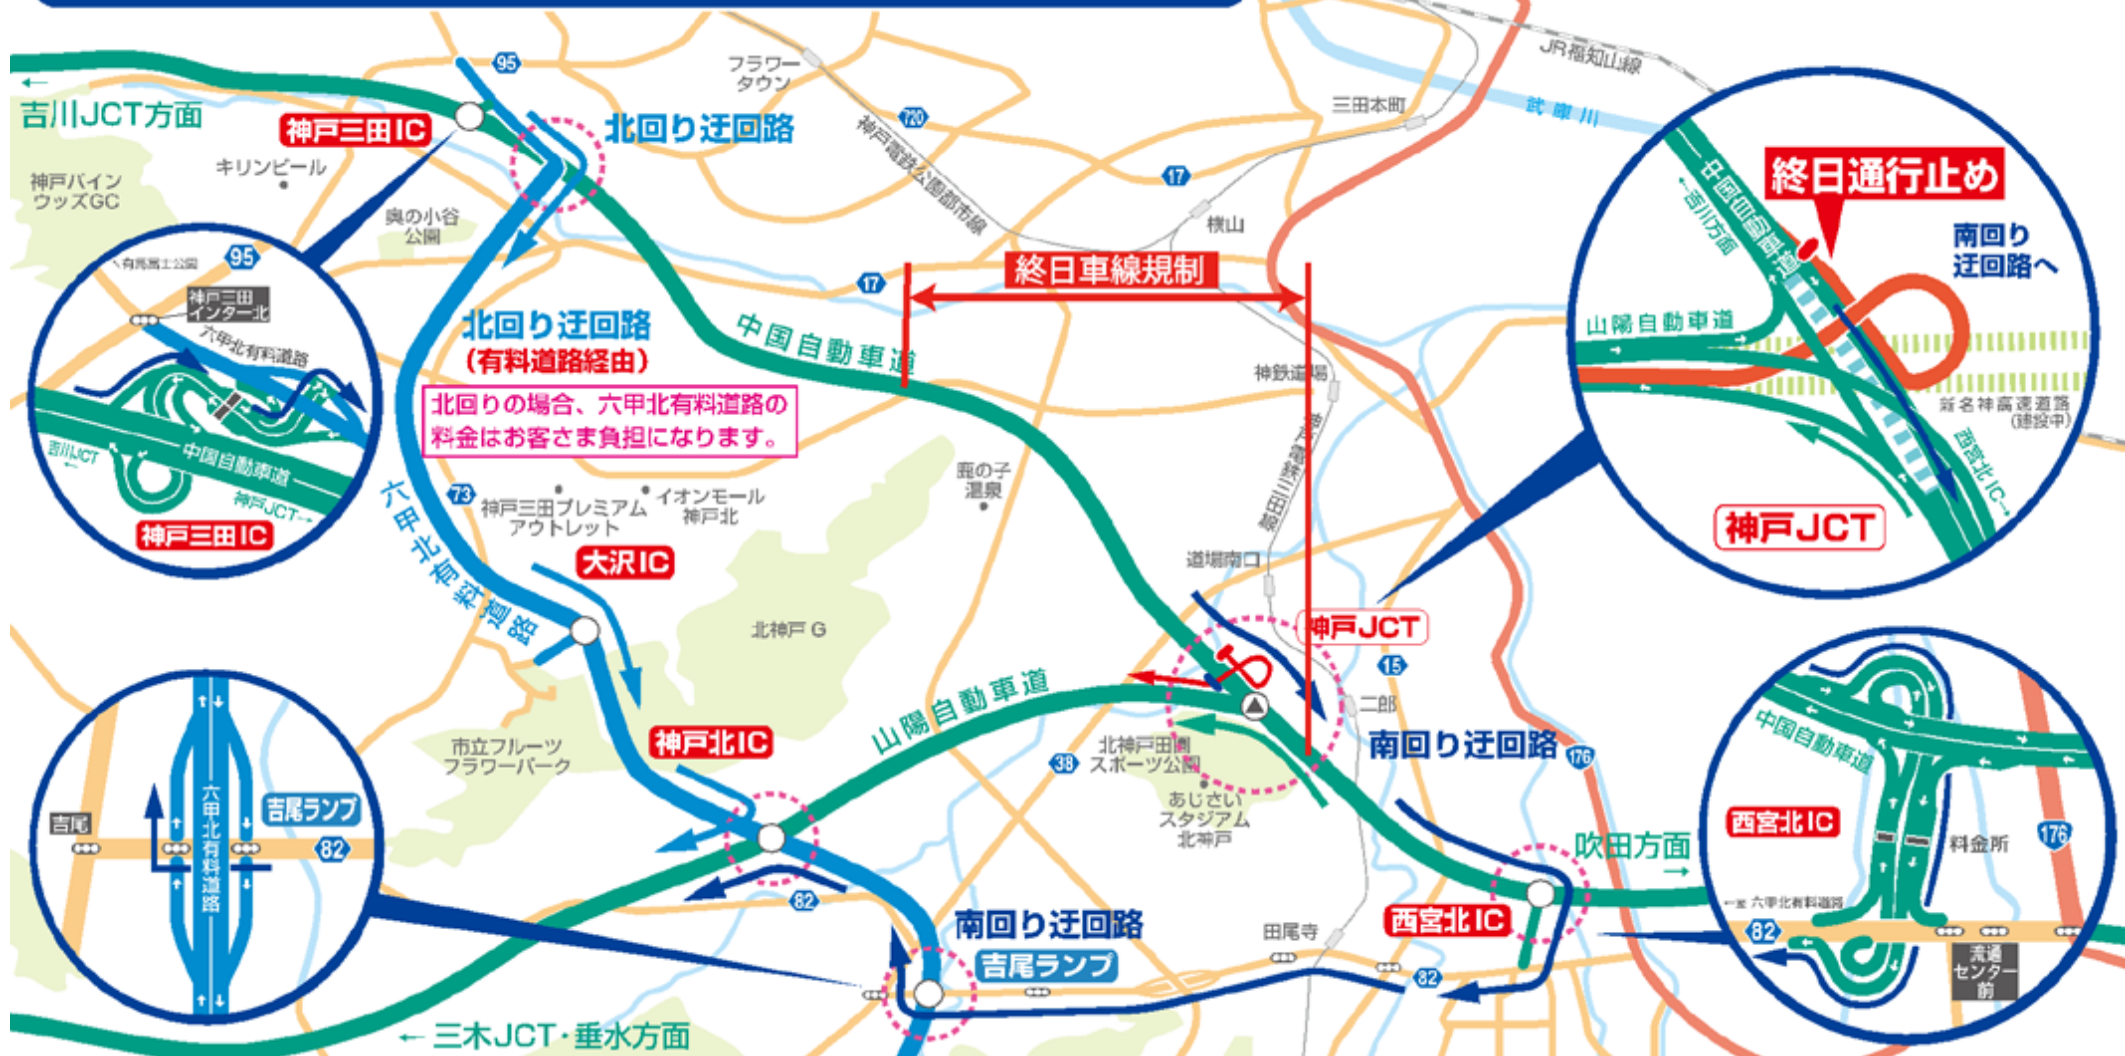 ←
吉川JCT方面
神戸三田IC
95
北回り迂回路
フラワー
タウン
720
神戸電鉄公園都市線
17
三田本町
JR福知山線
武庫川
横山
キリンビール
神戸パイン
ウッズGC
奥の小谷
公園
17
終日車線規制
中国自動車道
北回り迂回路
(有料道路経由)
北回りの場合、六甲北有料道路の
料金はお客さま負担になります。
六甲北有料道路
73
神戸三田プレミアム
アウトレット
イオンモール
神戸北
大沢IC
鹿の子
温泉
神鉄道場
神戸電鉄三田線
道場南口
神戸JCT
15
二郎
北神戸G
山陽自動車道
神戸北IC
市立フルーツ
フラワーパーク
38
北神戸田園
スポーツ公園
あじさい
スタジアム
北神戸
南回り迂回路
176
吹田方面
→
西宮北IC
82
南回り迂回路
吉尾ランプ
田尾寺
82
← 三木JCT・垂水方面
有馬富士公園
95
神戸三田
インター北
六甲北有料道路
中国自動車道
吉川JCT
←
神戸JCT→
神戸三田IC
吉尾
六甲北有料道路
吉尾ランプ
82
終日通行止め
中国自動車道
←吉川方面
南回り
迂回路へ
山陽自動車道
新名神高速道路
(建設中)
西宮北IC→
神戸JCT
中国自動車道
西宮北IC
料金所
176
←至 六甲北有料道路
82
流通
センター
前